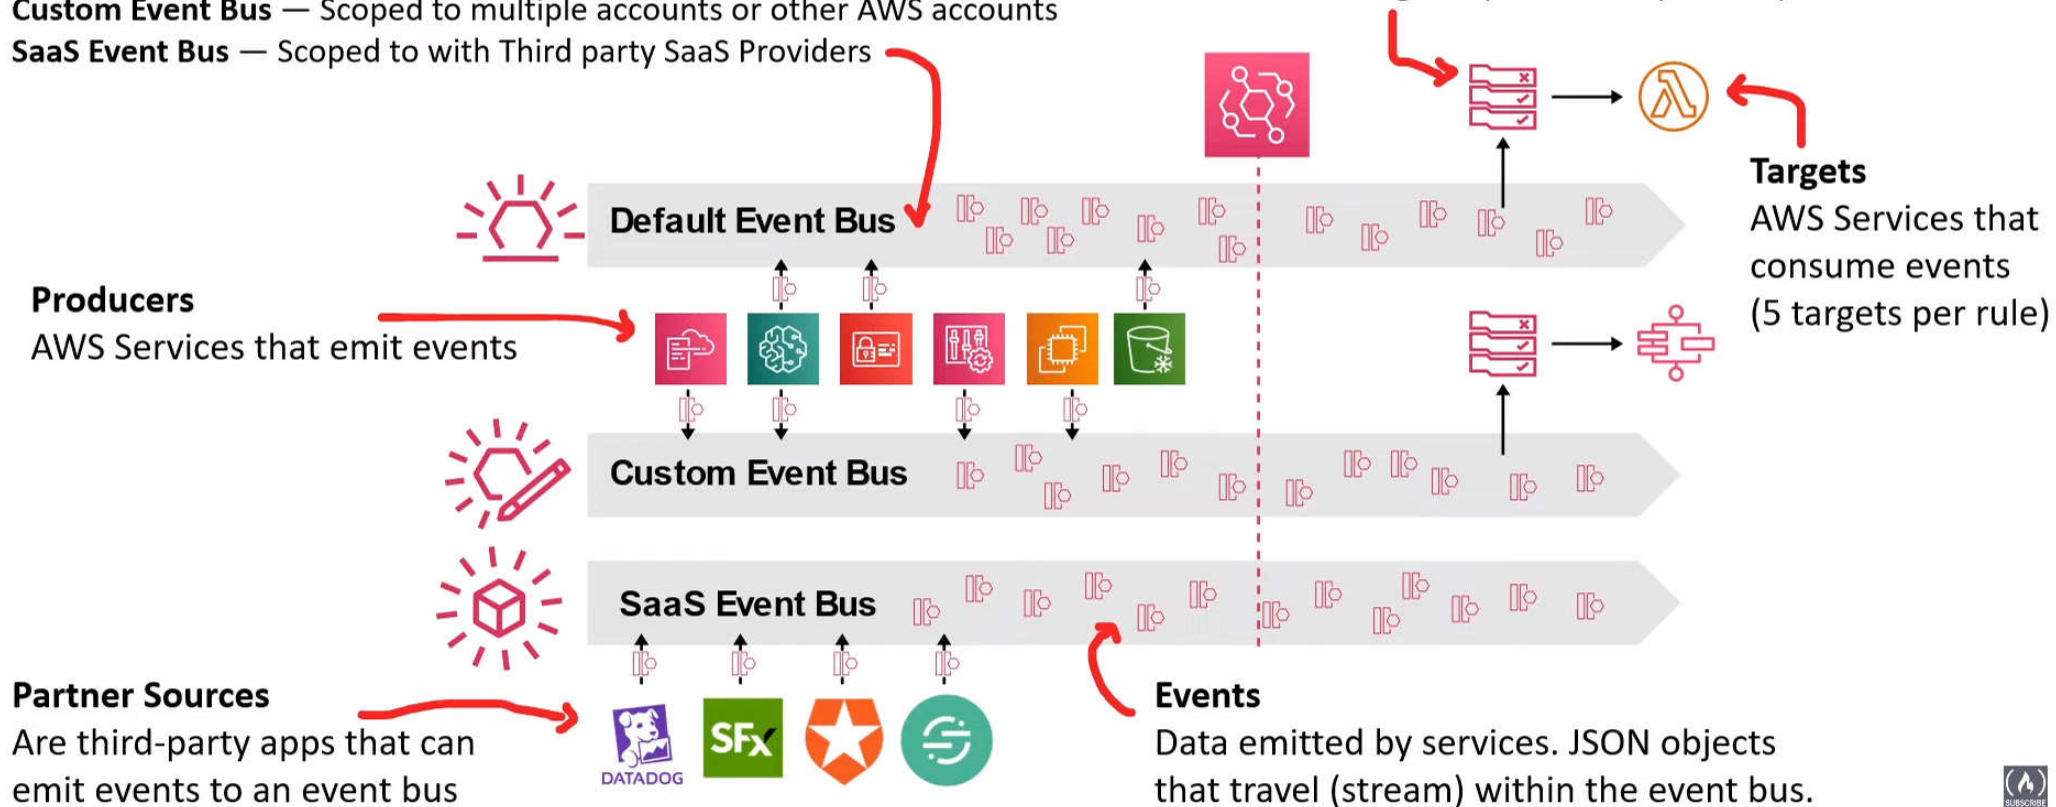 Custom Event Bus — Scoped to multiple accounts or other AWS accounts
SaaS Event Bus — Scoped to with Third party SaaS Providers
Default Event Bus
Targets
AWS Services that
consume events
(5 targets per rule)
Producers
AWS Services that emit events
Custom Event Bus
SaaS Event Bus
Partner Sources
Are third-party apps that can
emit events to an event bus
DATADOG
SFx
Events
Data emitted by services. JSON objects
that travel (stream) within the event bus.
SUBSCRIBE